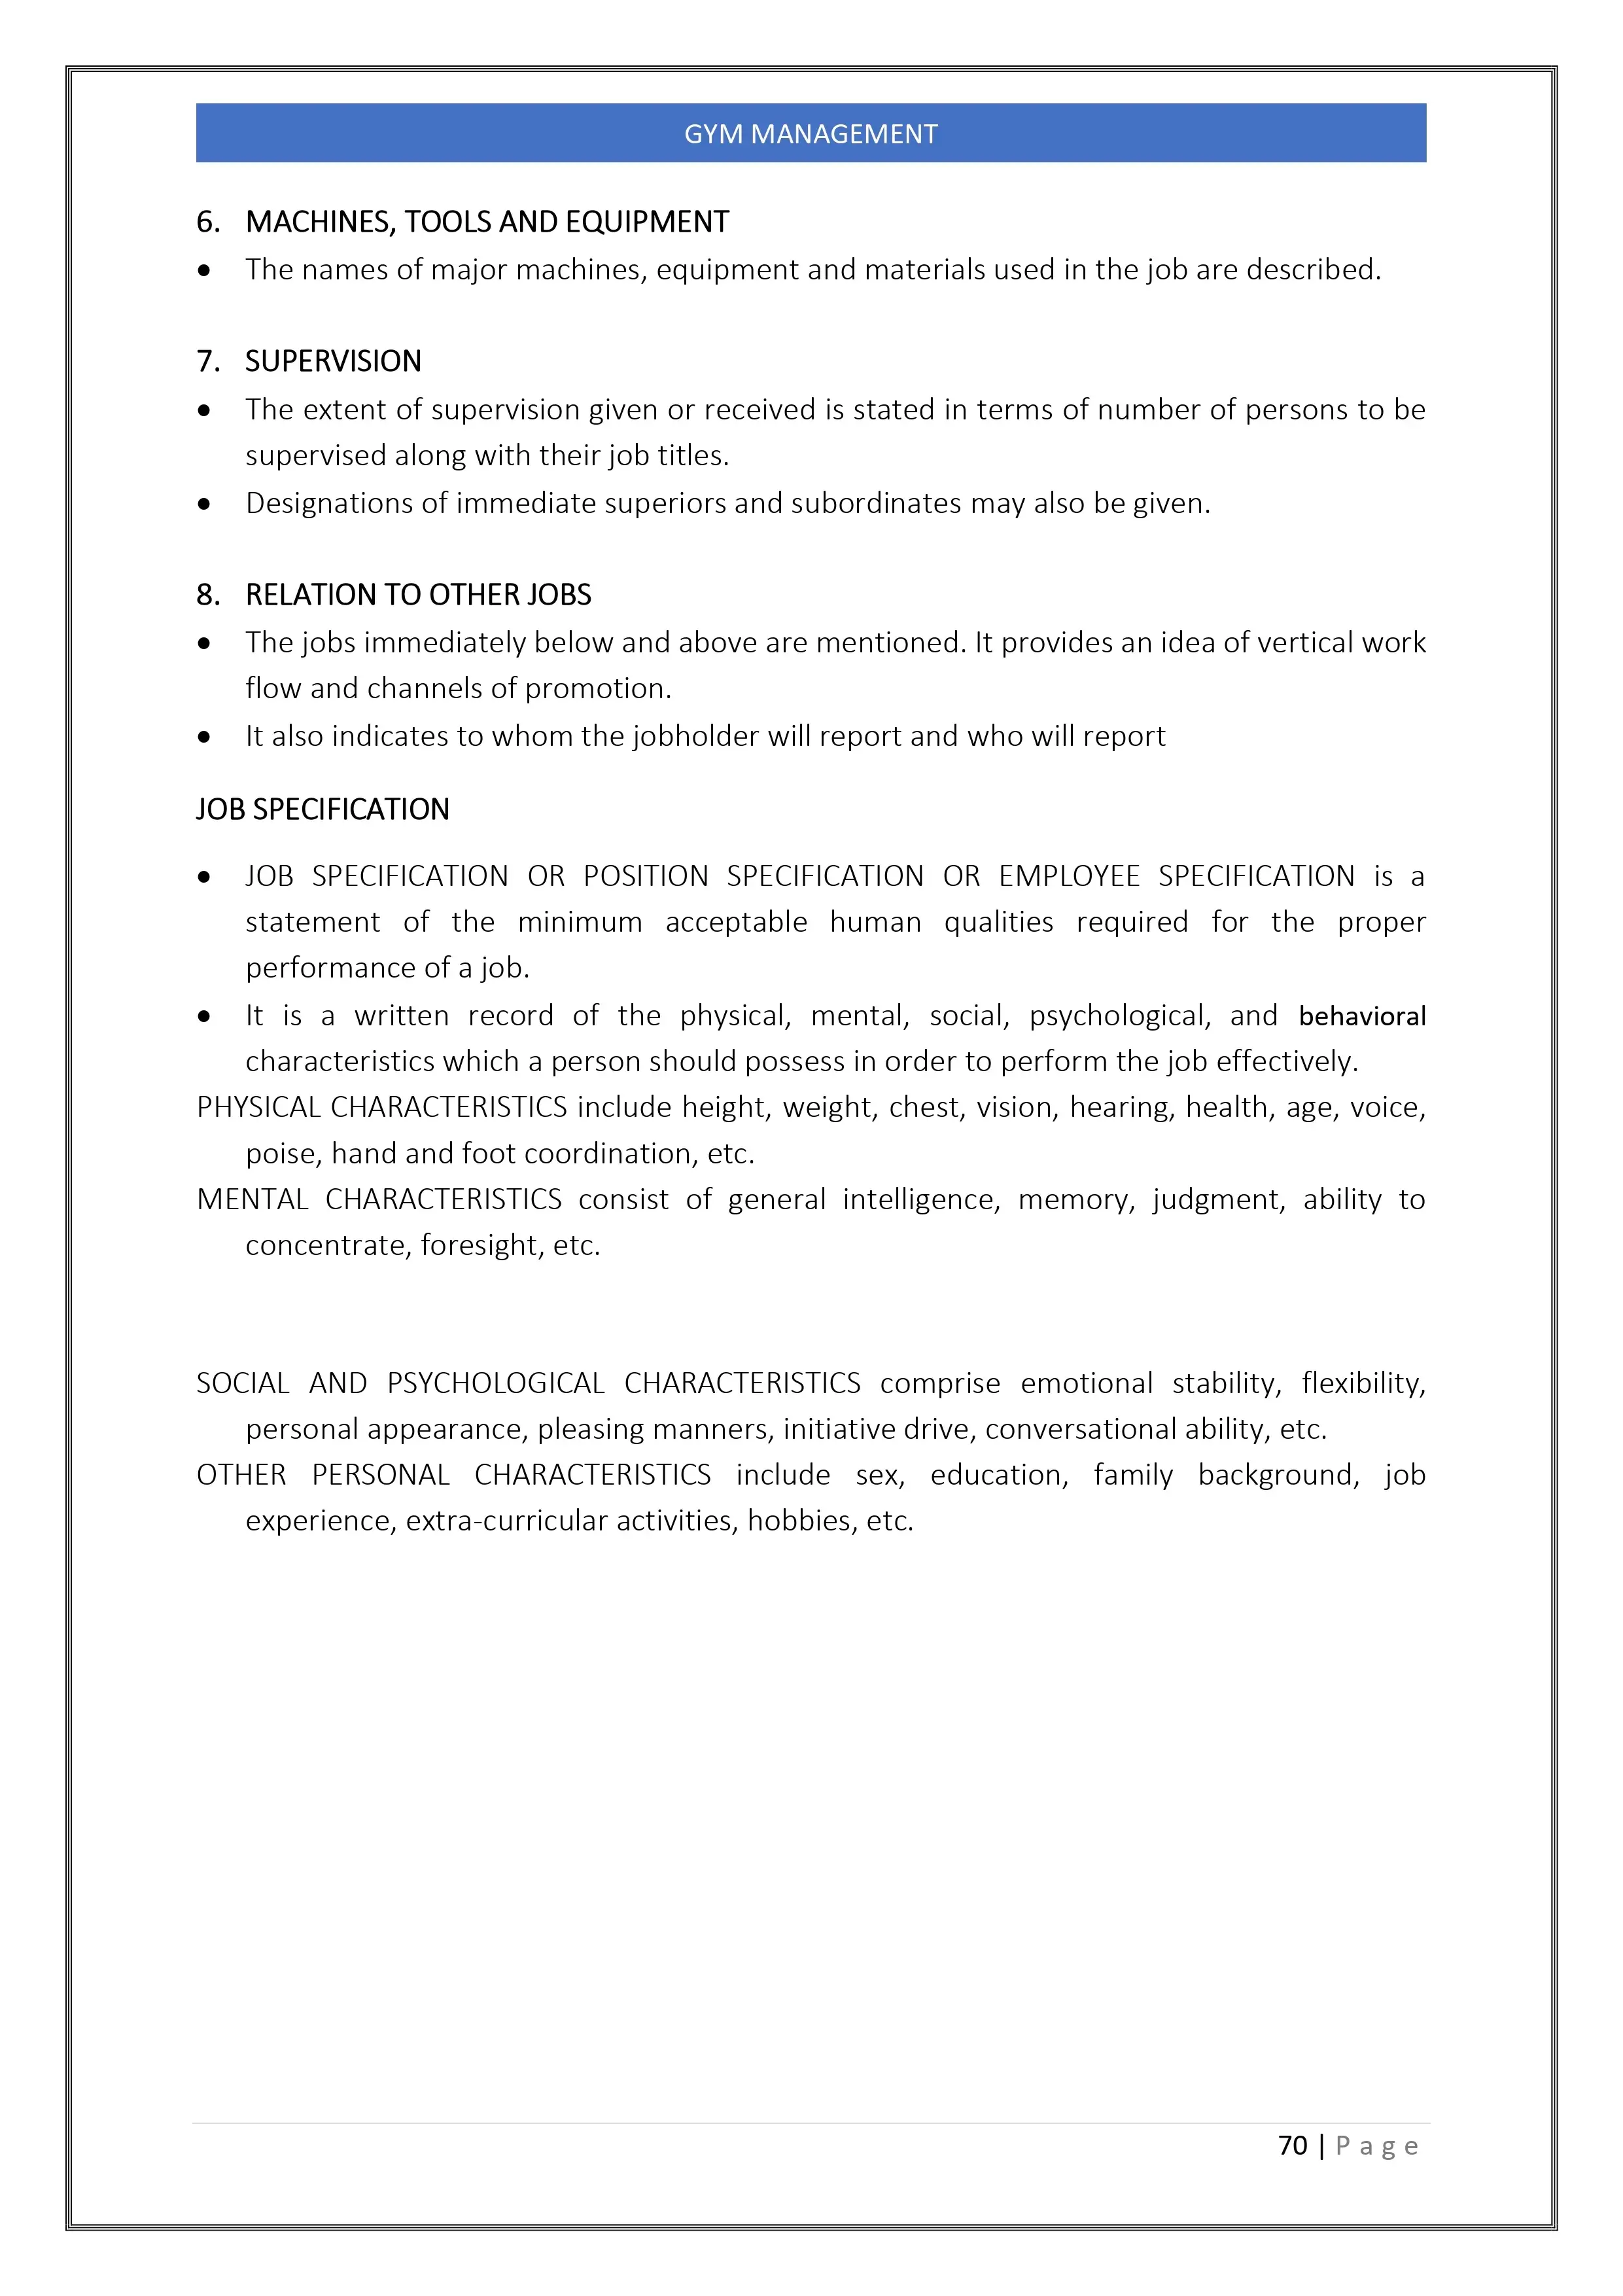 GYM MANAGEMENT
6. MACHINES, TOOLS AND EQUIPMENT
• The names of major machines, equipment and materials used in the job are described.
7. SUPERVISION
• The extent of supervision given or received is stated in terms of number of persons to be
supervised along with their job titles.
• Designations of immediate superiors and subordinates may also be given.
8. RELATION TO OTHER JOBS
• The jobs immediately below and above are mentioned. It provides an idea of vertical work
flow and channels of promotion.
• It also indicates to whom the jobholder will report and who will report
JOB SPECIFICATION
• JOB SPECIFICATION OR POSITION SPECIFICATION OR EMPLOYEE SPECIFICATION is a
statement of the minimum acceptable human qualities required for the proper
performance of a job.
• It is a written record of the physical, mental, social, psychological, and behavioral
characteristics which a person should possess in order to perform the job effectively.
PHYSICAL CHARACTERISTICS include height, weight, chest, vision, hearing, health, age, voice,
poise, hand and foot coordination, etc.
MENTAL CHARACTERISTICS consist of general intelligence, memory, judgment, ability to
concentrate, foresight, etc.
SOCIAL AND PSYCHOLOGICAL CHARACTERISTICS comprise emotional stability, flexibility,
personal appearance, pleasing manners, initiative drive, conversational ability, etc.
OTHER PERSONAL CHARACTERISTICS include sex, education, family background, job
experience, extra-curricular activities, hobbies, etc.
70 | Page